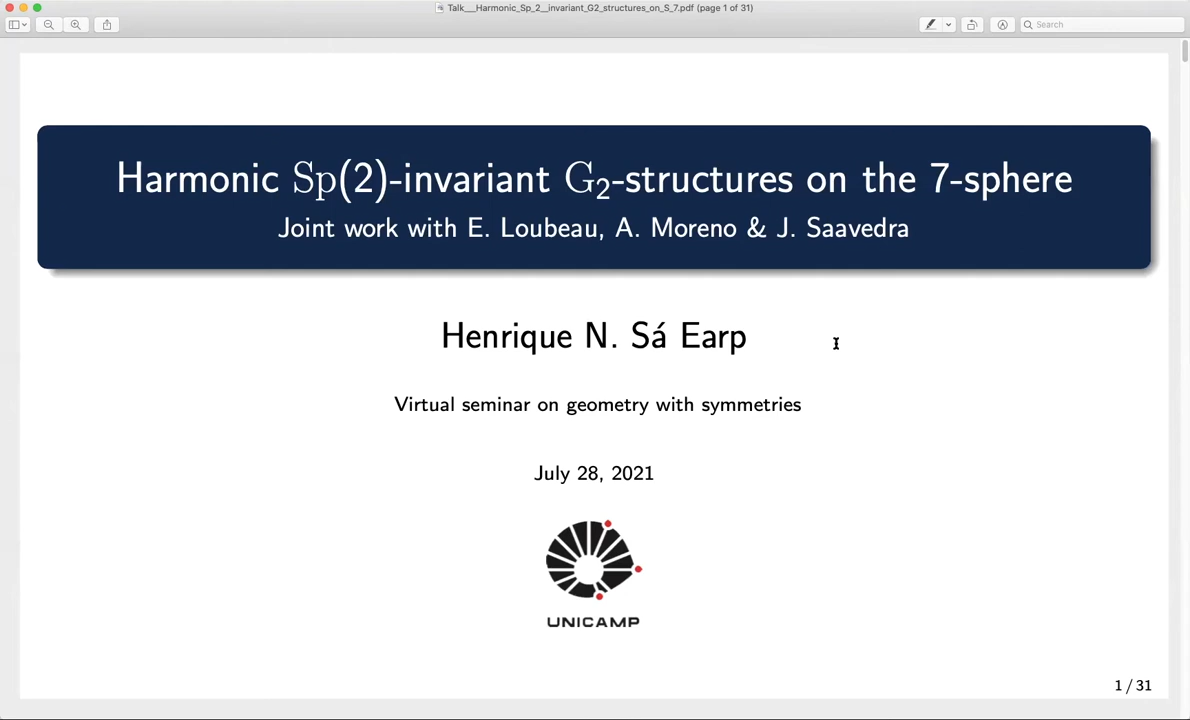 Talk__Harmonic_Sp_2__invariant_G2_structures_on_S_7.pdf (page 1 of 31)
Search
Harmonic Sp(2)-invariant G₂-structures on the 7-sphere
Joint work with E. Loubeau, A. Moreno & J. Saavedra
Henrique N. Sá Earp
Virtual seminar on geometry with symmetries
July 28, 2021
UNICAMP
1 / 31